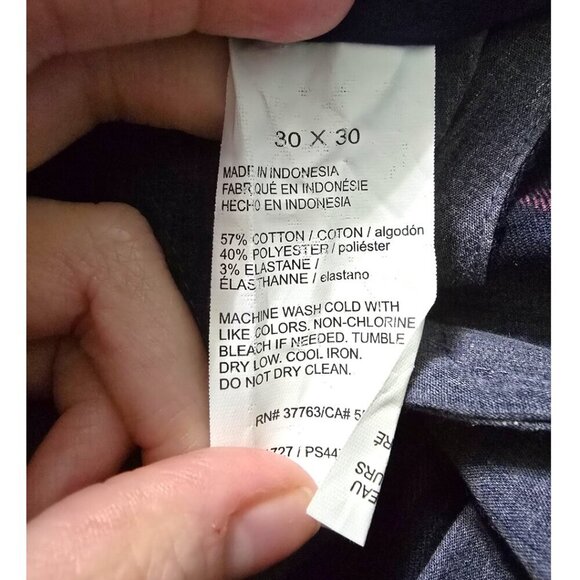 30 X 30
MADE IN INDONESIA
FABRIQUÉ EN INDONÉSIE
HECHO EN INDONESIA
57% COTTON / COTON / algodón
40% POLYESTER / poliéster
3% ELASTANE /
ÉLASTHANNE / elastano
MACHINE WASH COLD WITH
LIKE COLORS. NON-CHLORINE
BLEACH IF NEEDED. TUMBLE
DRY LOW. COOL IRON.
DO NOT DRY CLEAN.
RN# 37763/CA#